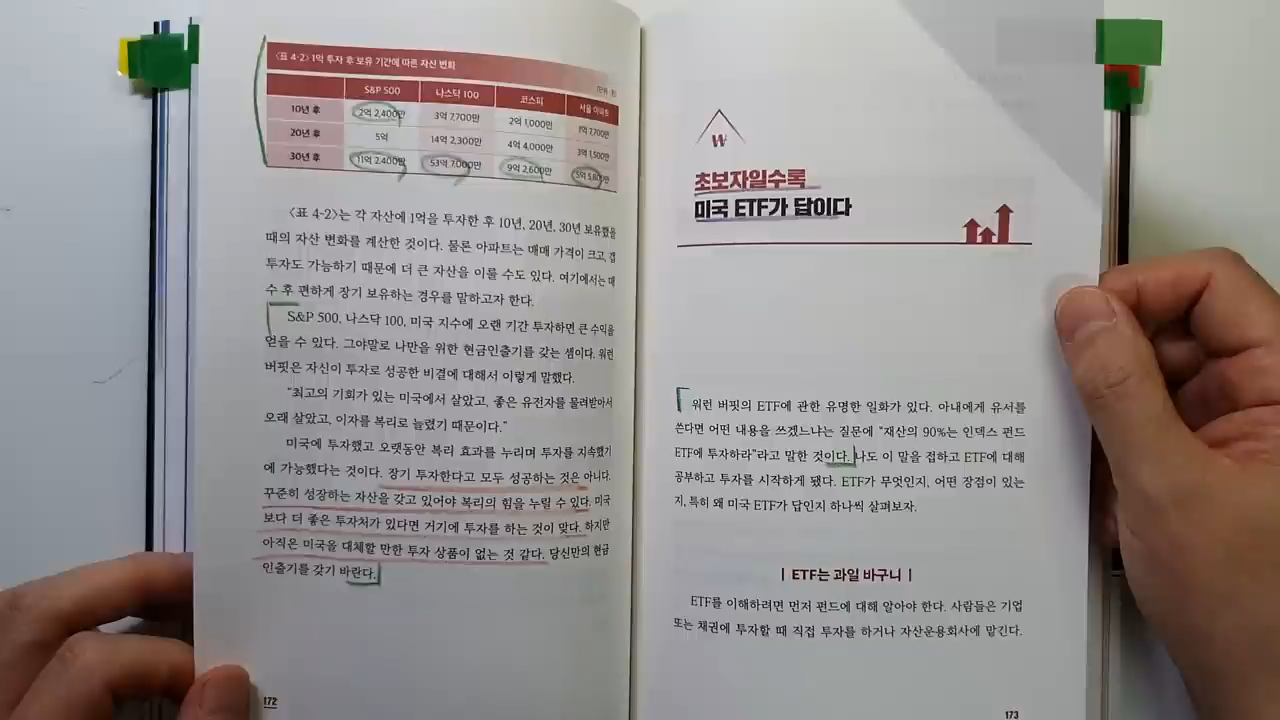 〈표 4-2〉 1억 투자 후 보유 기간에 따른 자산 변화
S&P 500 나스닥 100 코스피 서울 아파트
10년 후 2억 2,400만 3억 7,700만 2억 1,000만 1억 7,700만
20년 후 5억 14억 2,300만 4억 4,000만 3억 1,500만
30년 후 11억 2,400만 53억 7,000만 9억 2,600만 5억 5,800만
〈표 4-2〉는 각 자산에 1억을 투자한 후 10년, 20년, 30년 보유했을
때의 자산 변화를 계산한 것이다. 물론 아파트는 매매 가격이 크고, 갭
투자도 가능하기 때문에 더 큰 자산을 이룰 수도 있다. 여기에서는 매
수 후 편하게 장기 보유하는 경우를 말하고자 한다.
S&P 500, 나스닥 100, 미국 지수에 오랜 기간 투자하면 큰 수익을
얻을 수 있다. 그야말로 나만을 위한 현금인출기를 갖는 셈이다. 워런
버핏은 자신이 투자로 성공한 비결에 대해서 이렇게 말했다.
“최고의 기회가 있는 미국에서 살았고, 좋은 유전자를 물려받아서
오래 살았고, 이자를 복리로 늘렸기 때문이다.”
미국에 투자했고 오랫동안 복리 효과를 누리며 투자를 지속했기
에 가능했다는 것이다. 장기 투자한다고 모두 성공하는 것은 아니다.
꾸준히 성장하는 자산을 갖고 있어야 복리의 힘을 누릴 수 있다. 미국
보다 더 좋은 투자처가 있다면 거기에 투자를 하는 것이 맞다. 하지만
아직은 미국을 대체할 만한 투자 상품이 없는 것 같다. 당신만의 현금
인출기를 갖기 바란다.
172
W
초보자일수록
미국 ETF가 답이다
워런 버핏의 ETF에 관한 유명한 일화가 있다. 아내에게 유서를
쓴다면 어떤 내용을 쓰겠느냐는 질문에 “재산의 90%는 인덱스 펀드
ETF에 투자하라”라고 말한 것이다. 나도 이 말을 접하고 ETF에 대해
공부하고 투자를 시작하게 됐다. ETF가 무엇인지, 어떤 장점이 있는
지, 특히 왜 미국 ETF가 답인지 하나씩 살펴보자.
| ETF는 과일 바구니 |
ETF를 이해하려면 먼저 펀드에 대해 알아야 한다. 사람들은 기업
또는 채권에 투자할 때 직접 투자를 하거나 자산운용회사에 맡긴다.
173